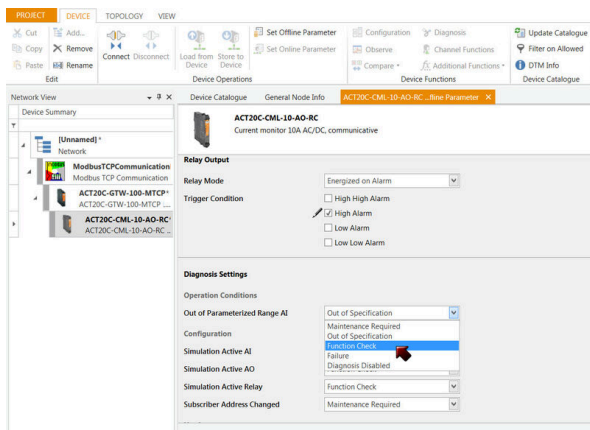 PROJECT DEVICE TOPOLOGY VIEW
Cut Add... Set Offline Parameter Configuration Diagnosis Update Catalogue
Copy Remove Connect Disconnect Load from Device Store to Device Set Online Parameter Observe Channel Functions Filter on Allowed
Paste Rename Compare Additional Functions DTM Info
Edit Device Operations Device Functions Device Catalogue
Network View Device Catalogue General Node Info ACT20C-CML-10-AO-RC ...ffline Parameter
Device Summary
ACT20C-CML-10-AO-RC
Current monitor 10A AC/DC, communicative
[Unnamed]*
Network
ModbusTCPCommunication
Modbus TCP Communication
ACT20C-GTW-100-MTCP*
ACT20C-GTW-100-MTCP ....
ACT20C-CML-10-AO-RC*
ACT20C-CML-10-AO-RC ...
Relay Output
Relay Mode Energized on Alarm
Trigger Condition High High Alarm
High Alarm
Low Alarm
Low Low Alarm
Diagnosis Settings
Operation Conditions
Out of Parameterized Range AI Out of Specification
Maintenance Required
Out of Specification
Configuration Function Check
Simulation Active AI Failure
Diagnosis Disabled
Simulation Active AO
Simulation Active Relay Function Check
Subscriber Address Changed Maintenance Required